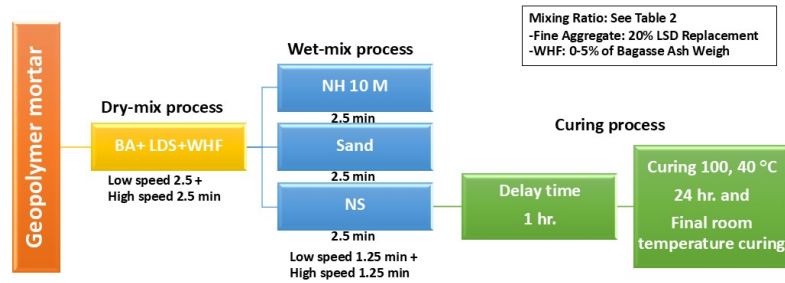 Mixing Ratio: See Table 2
-Fine Aggregate: 20% LSD Replacement
-WHF: 0-5% of Bagasse Ash Weigh
Geopolymer mortar
Dry-mix process
BA+ LDS+WHF
Low speed 2.5 +
High speed 2.5 min
Wet-mix process
NH 10 M
2.5 min
Sand
2.5 min
NS
2.5 min
Low speed 1.25 min +
High speed 1.25 min
Curing process
Delay time
1 hr.
Curing 100, 40 °C
24 hr. and
Final room
temperature curing